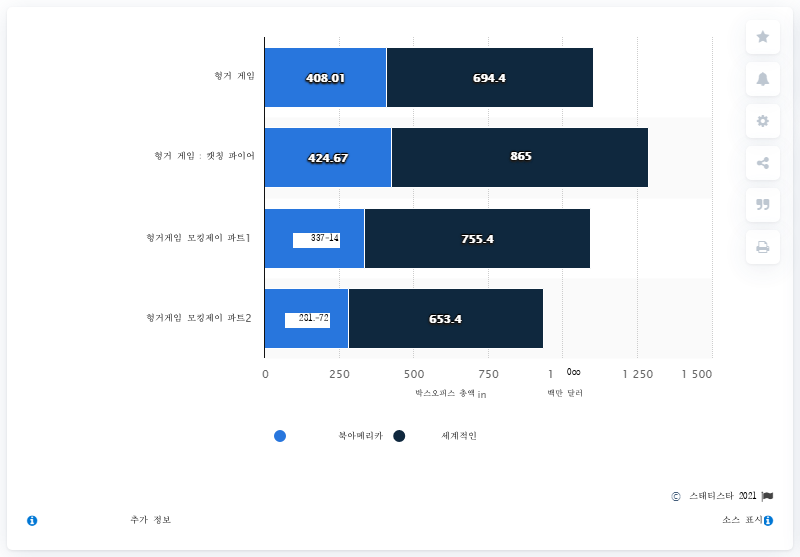 헝거 게임
408.01
694.4
헝거 게임 : 캣칭 파이어
424.67
865
헝거게임 모킹제이 파트1
337-14
755.4
헝거게임 모킹제이 파트2
281.-72
653.4
0 250 500 750 1 0∞ 1 250 1 500
박스오피스 총액 in 백만 달러
북아메리카 세계적인
© 스태티스타 2021
추가 정보
소스 표시